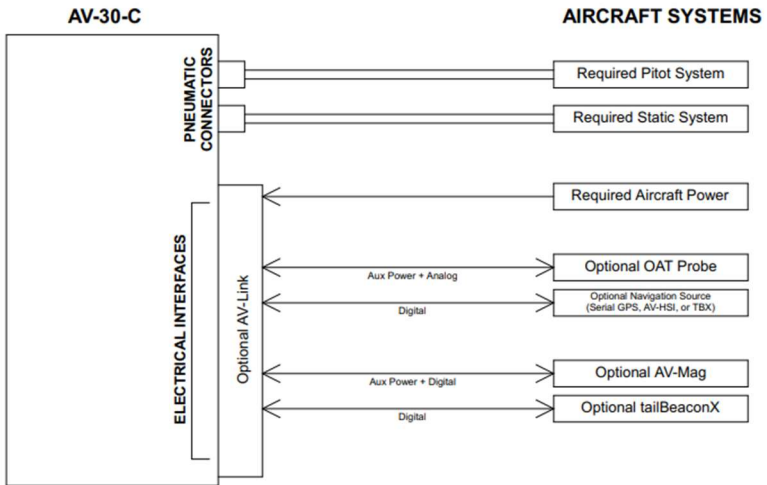 AV-30-C
AIRCRAFT SYSTEMS
PNEUMATIC
CONNECTORS
Required Pitot System
Required Static System
ELECTRICAL INTERFACES
Optional AV-Link
Required Aircraft Power
Aux Power + Analog
Optional OAT Probe
Digital
Optional Navigation Source
(Serial GPS, AV-HSI, or TBX)
Aux Power + Digital
Optional AV-Mag
Digital
Optional tailBeaconX